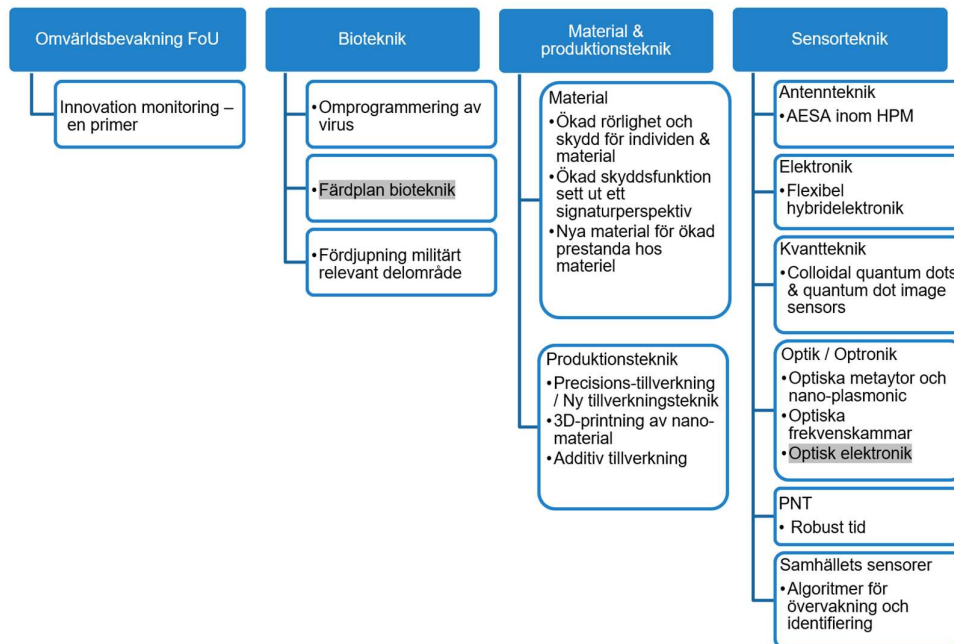 Omvärldsbevakning FoU
Innovation monitoring –
en primer
Bioteknik
•Omprogrammering av
virus
•Färdplan bioteknik
•Fördjupning militärt
relevant delområde
Material &
produktionsteknik
Material
•Ökad rörlighet och
skydd för individen &
material
•Ökad skyddsfunktion
sett ut ett
signaturperspektiv
•Nya material för ökad
prestanda hos
materiel
Produktionsteknik
•Precisions-tillverkning
/ Ny tillverkningsteknik
•3D-printning av nano-
material
•Additiv tillverkning
Sensorteknik
Antennteknik
•AESA inom HPM
Elektronik
•Flexibel
hybridelektronik
Kvantteknik
•Colloidal quantum dots
& quantum dot image
sensors
Optik / Optronik
•Optiska metaytor och
nano-plasmonic
•Optiska
frekvenskammar
•Optisk elektronik
PNT
• Robust tid
Samhällets sensorer
•Algoritmer för
övervakning och
identifiering